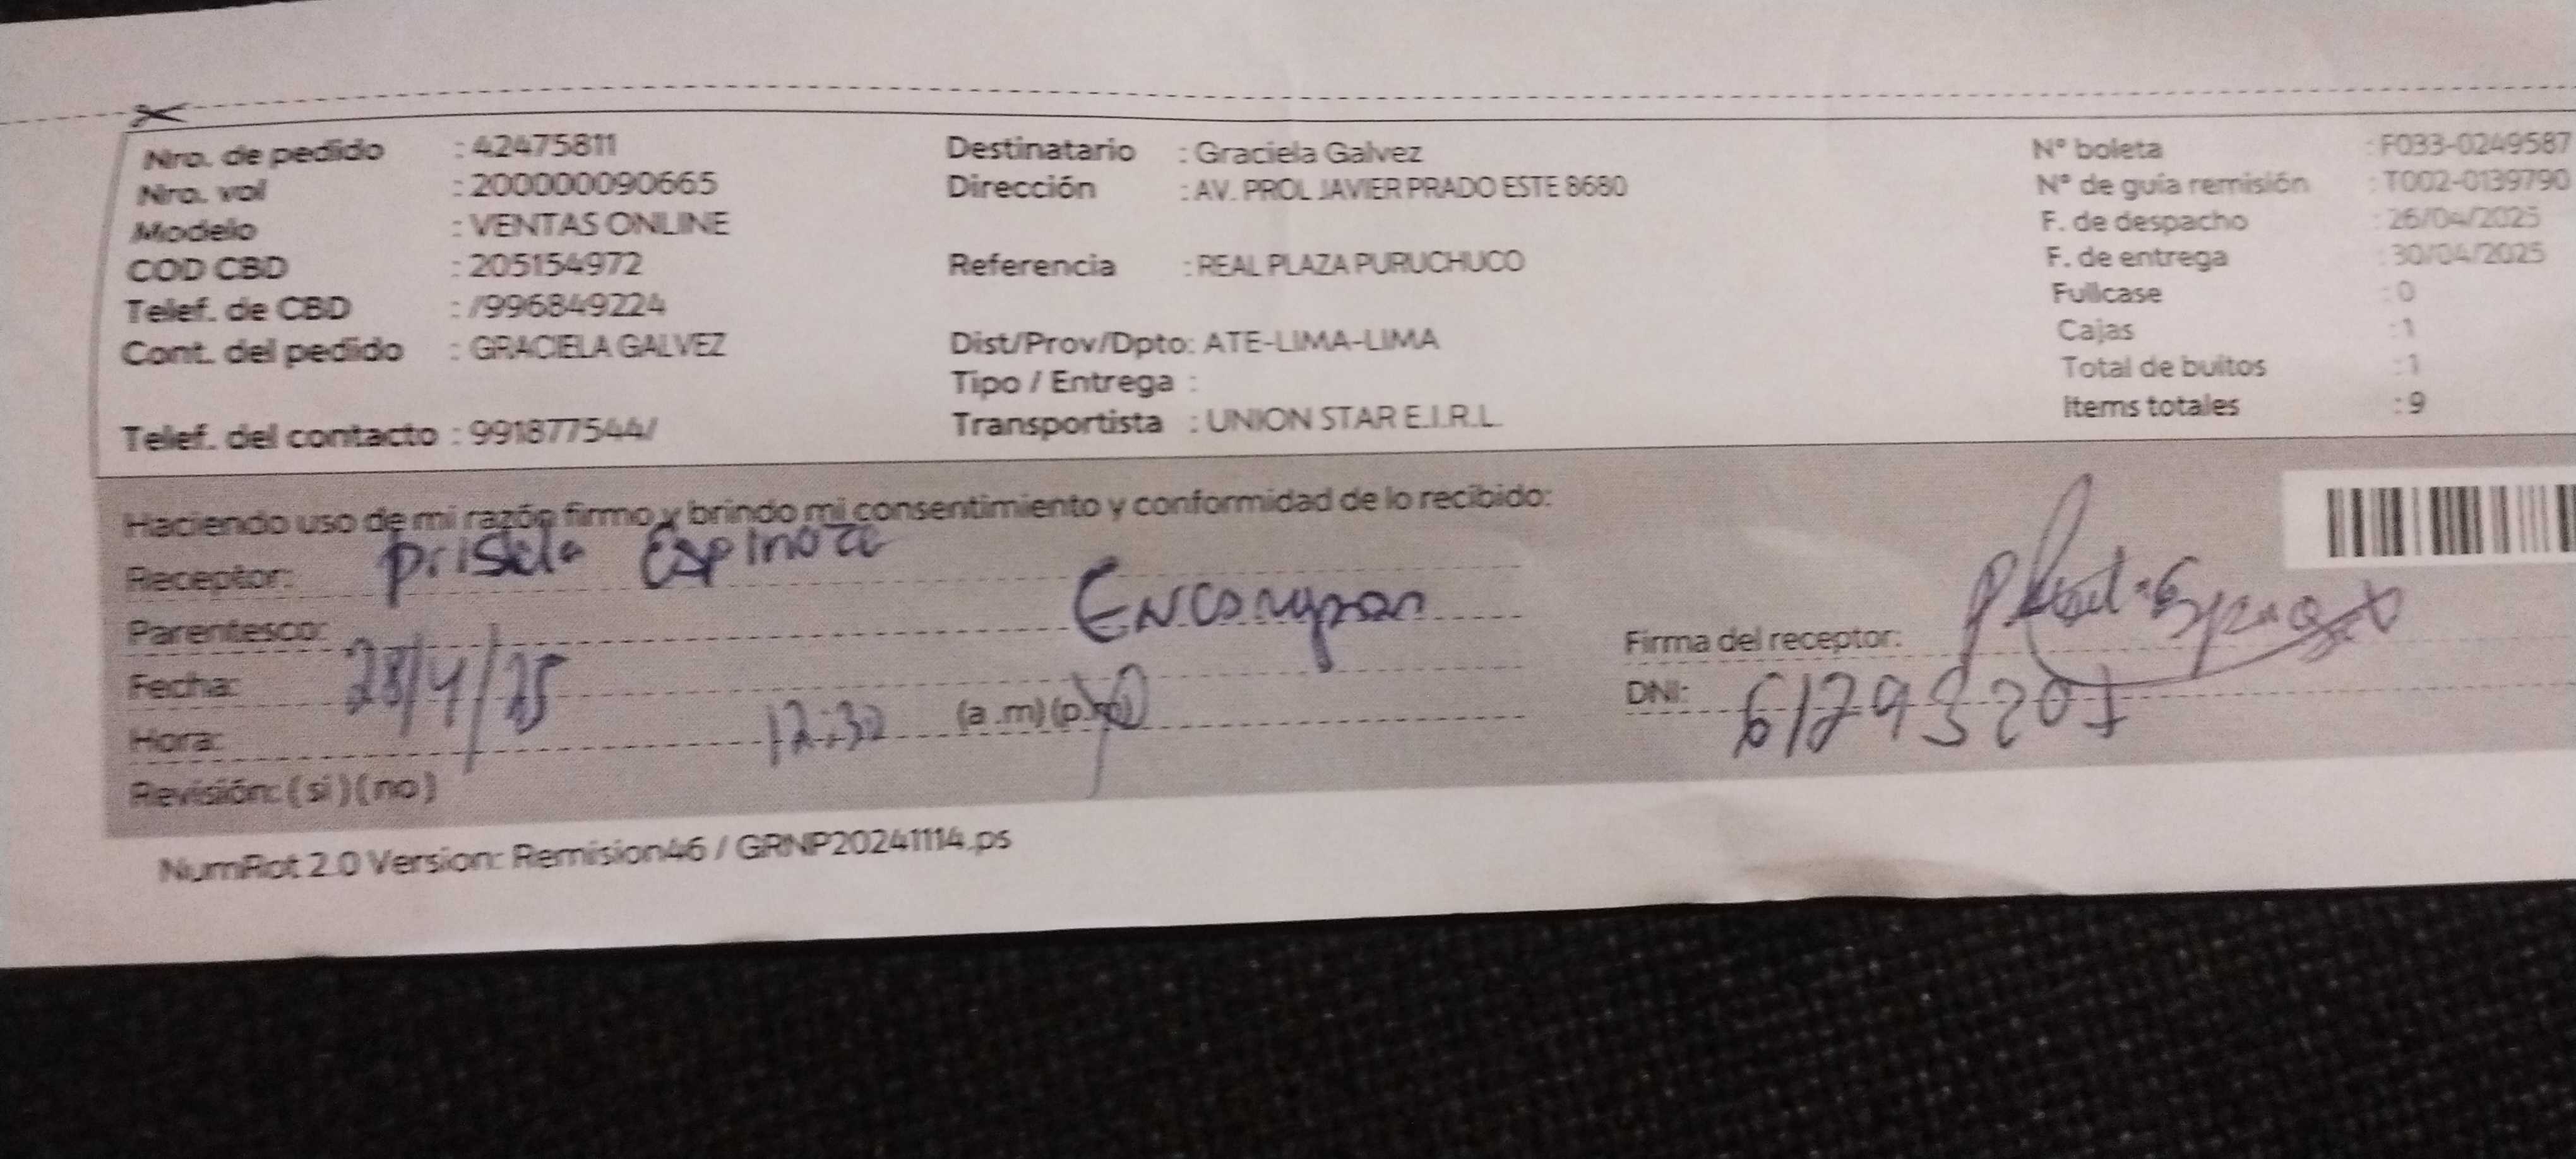 Nro. de pedido : 42475811
Nro. val : 200000090665
Modelo : VENTAS ONLINE
COD CBD : 205154972
Telef. de CBD : /996849224
Cont. del pedido : GRACIELA GALVEZ
Telef. del contacto : 991877544/
Destinatario : Graciela Galvez
Dirección : AV. PROL JAVIER PRADO ESTE 8680
Referencia : REAL PLAZA PURUCHUCO
Dist/Prov/Dpto: ATE-LIMA-LIMA
Tipo / Entrega :
Transportista : UNION STAR E.I.R.L.
N° boleta : F033-0249587
N° de guía remisión : T002-0139790
F. de despacho : 26/04/2025
F. de entrega : 30/04/2025
Fullcase : 0
Cajas : 1
Total de bultos : 1
Items totales : 9
Haciendo uso de mi razón firmo y brindo mi consentimiento y conformidad de lo recibido:
Receptor: Espinoza
Parentesco:
Fecha: 28/4/25
Hora: 12:30 (a.m)(p.m)
Revisión: (si)(no)
Firma del receptor:
DNI:
NumRot 2.0 Version: Remision46 / GRNP20241114.ps